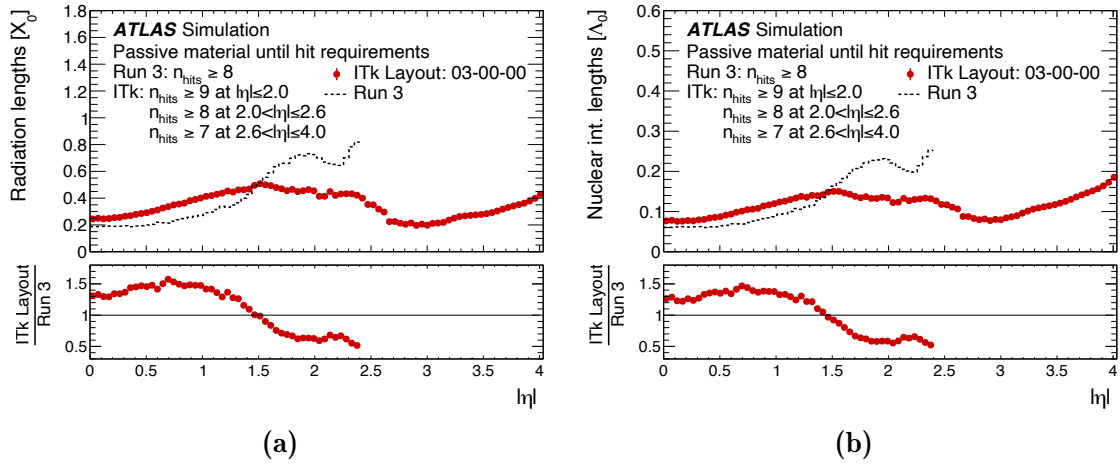 Radiation lengths [X₀]
1.8
1.6
1.4
1.2
1
0.8
0.6
0.4
0.2
0
ATLAS Simulation
Passive material until hit requirements
Run 3: n_hits ≥ 8
ITk: n_hits ≥ 9 at |η|≤2.0
n_hits ≥ 8 at 2.0<|η|≤2.6
n_hits ≥ 7 at 2.6<|η|≤4.0
ITk Layout: 03-00-00
Run 3
ITk Layout
Run 3
1.5
1
0.5
0 0.5 1 1.5 2 2.5 3 3.5 4
|η|
(a)
Nuclear int. lengths [Λ₀]
0.6
0.5
0.4
0.3
0.2
0.1
0
ATLAS Simulation
Passive material until hit requirements
Run 3: n_hits ≥ 8
ITk: n_hits ≥ 9 at |η|≤2.0
n_hits ≥ 8 at 2.0<|η|≤2.6
n_hits ≥ 7 at 2.6<|η|≤4.0
ITk Layout: 03-00-00
Run 3
ITk Layout
Run 3
1.5
1
0.5
0 0.5 1 1.5 2 2.5 3 3.5 4
|η|
(b)